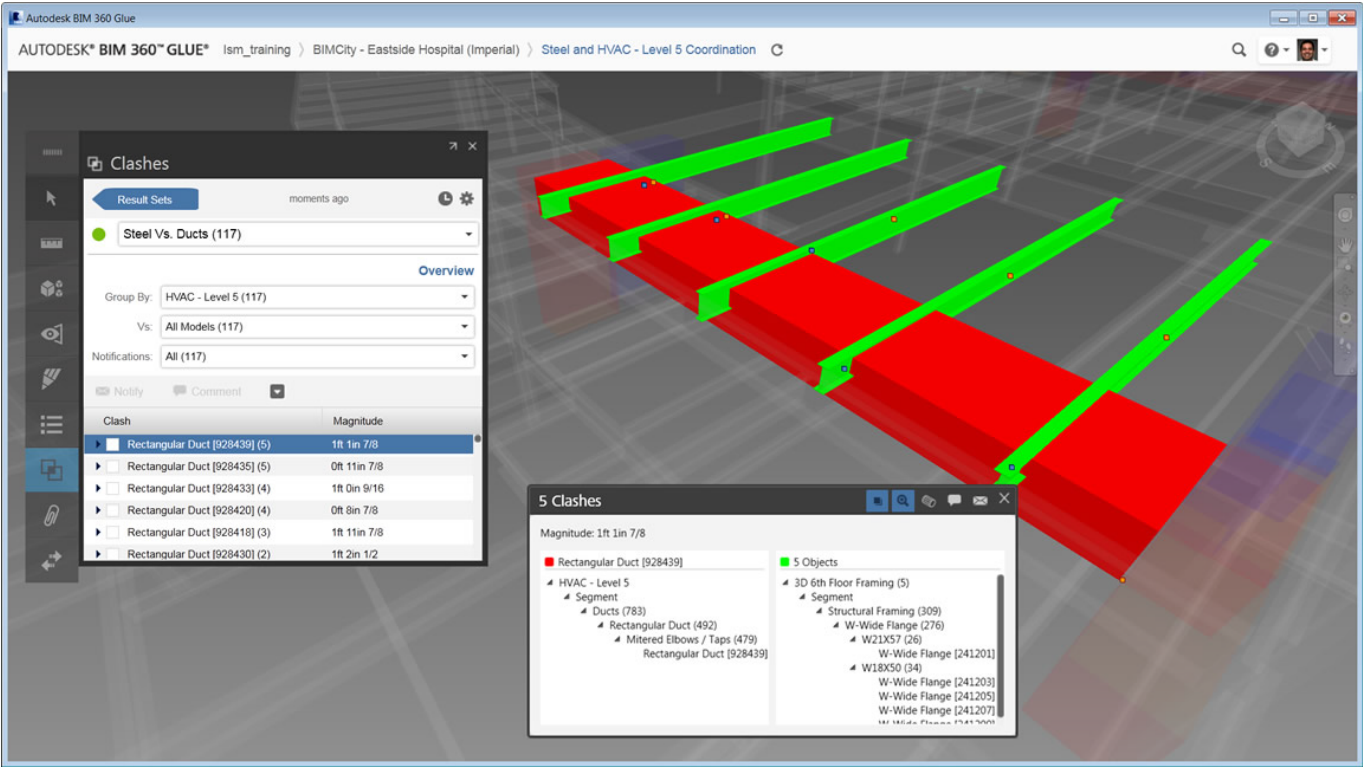 Autodesk BIM 360 Glue
AUTODESK® BIM 360™ GLUE® lsm_training > BIMCity - Eastside Hospital (Imperial) > Steel and HVAC - Level 5 Coordination
Clashes
Result Sets moments ago
Steel Vs. Ducts (117)
Overview
Group By: HVAC - Level 5 (117)
Vs: All Models (117)
Notifications: All (117)
Notify Comment
Clash Magnitude
Rectangular Duct [928439] (5) 1ft 1in 7/8
Rectangular Duct [928435] (5) 0ft 11in 7/8
Rectangular Duct [928433] (4) 1ft 0in 9/16
Rectangular Duct [928420] (4) 0ft 8in 7/8
Rectangular Duct [928418] (3) 1ft 11in 7/8
Rectangular Duct [928430] (2) 1ft 2in 1/2
5 Clashes
Magnitude: 1ft 1in 7/8
Rectangular Duct [928439]
HVAC - Level 5
Segment
Ducts (783)
Rectangular Duct (492)
Mitered Elbows / Taps (479)
Rectangular Duct [928439]
5 Objects
3D 6th Floor Framing (5)
Segment
Structural Framing (309)
W-Wide Flange (276)
W21X57 (26)
W-Wide Flange [241201]
W18X50 (34)
W-Wide Flange [241203]
W-Wide Flange [241205]
W-Wide Flange [241207]
W-Wide Flange [241209]